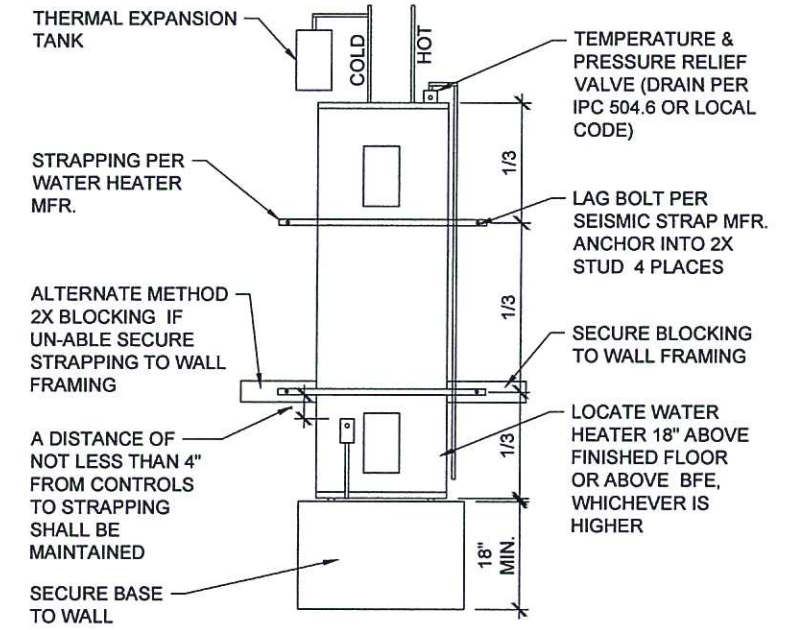 THERMAL EXPANSION
TANK
COLD
HOT
TEMPERATURE &
PRESSURE RELIEF
VALVE (DRAIN PER
IPC 504.6 OR LOCAL
CODE)
1/3
STRAPPING PER
WATER HEATER
MFR.
LAG BOLT PER
SEISMIC STRAP MFR.
ANCHOR INTO 2X
STUD 4 PLACES
ALTERNATE METHOD
2X BLOCKING IF
UN-ABLE SECURE
STRAPPING TO WALL
FRAMING
1/3
SECURE BLOCKING
TO WALL FRAMING
A DISTANCE OF
NOT LESS THAN 4"
FROM CONTROLS
TO STRAPPING
SHALL BE
MAINTAINED
1/3
LOCATE WATER
HEATER 18" ABOVE
FINISHED FLOOR
OR ABOVE BFE,
WHICHEVER IS
HIGHER
18"
MIN.
SECURE BASE
TO WALL